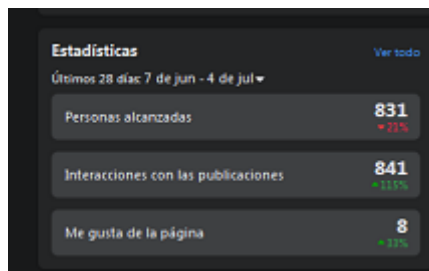 Estadísticas
Ver todo
Últimos 28 días: 7 de jun - 4 de jul
Personas alcanzadas
831
21%
Interacciones con las publicaciones
841
115%
Me gusta de la página
8
33%